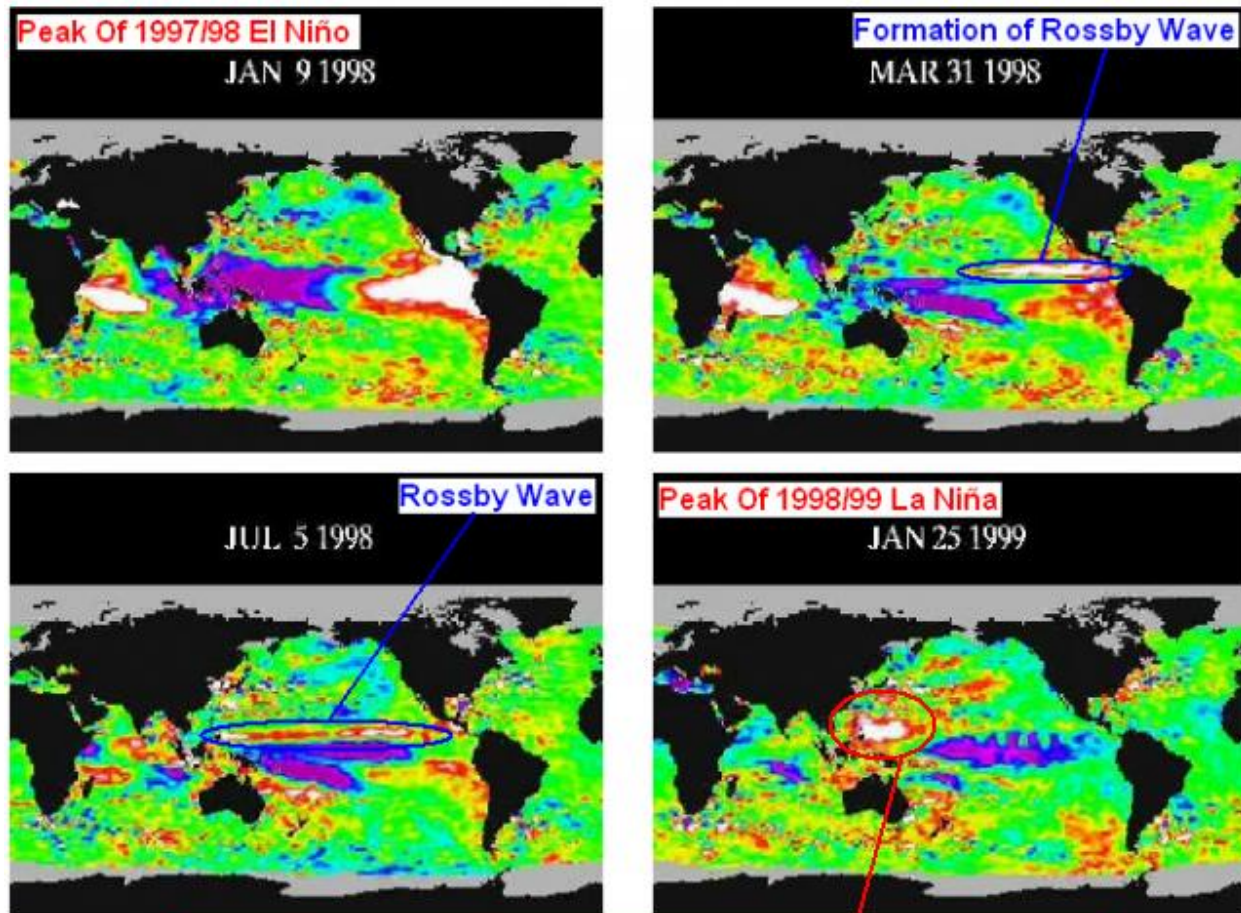 Peak Of 1997/98 El Niño
JAN 9 1998
Formation of Rossby Wave
MAR 31 1998
Rossby Wave
JUL 5 1998
Peak Of 1998/99 La Niña
JAN 25 1999